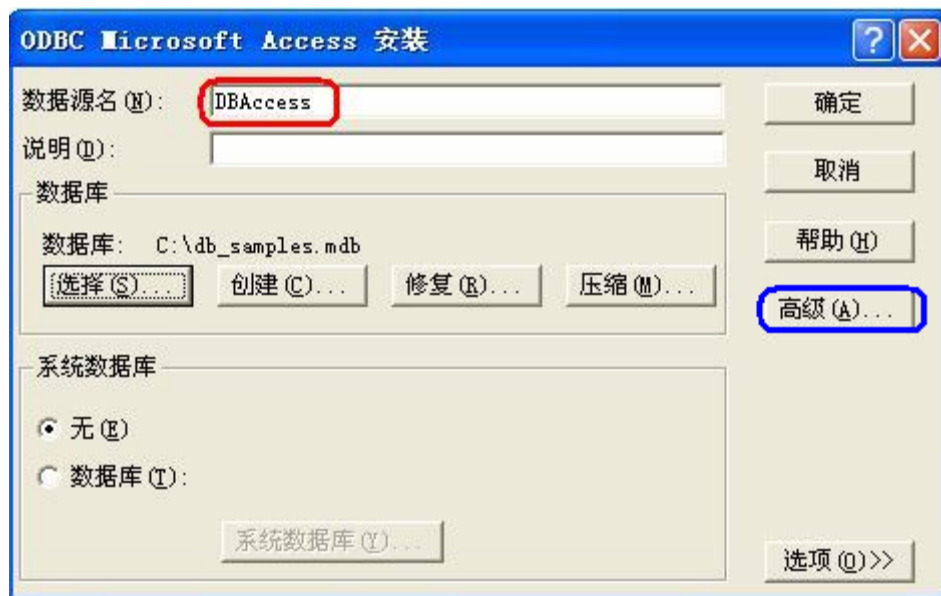 ODBC Microsoft Access 安装
数据源名(N): DBAccess
确定
说明(D):
取消
数据库
数据库: C:\db_samples.mdb
帮助(H)
选择(S)... 创建(C)... 修复(R)... 压缩(M)...
高级(A)...
系统数据库
无(E)
数据库(T):
系统数据库(Y)...
选项(O)>>